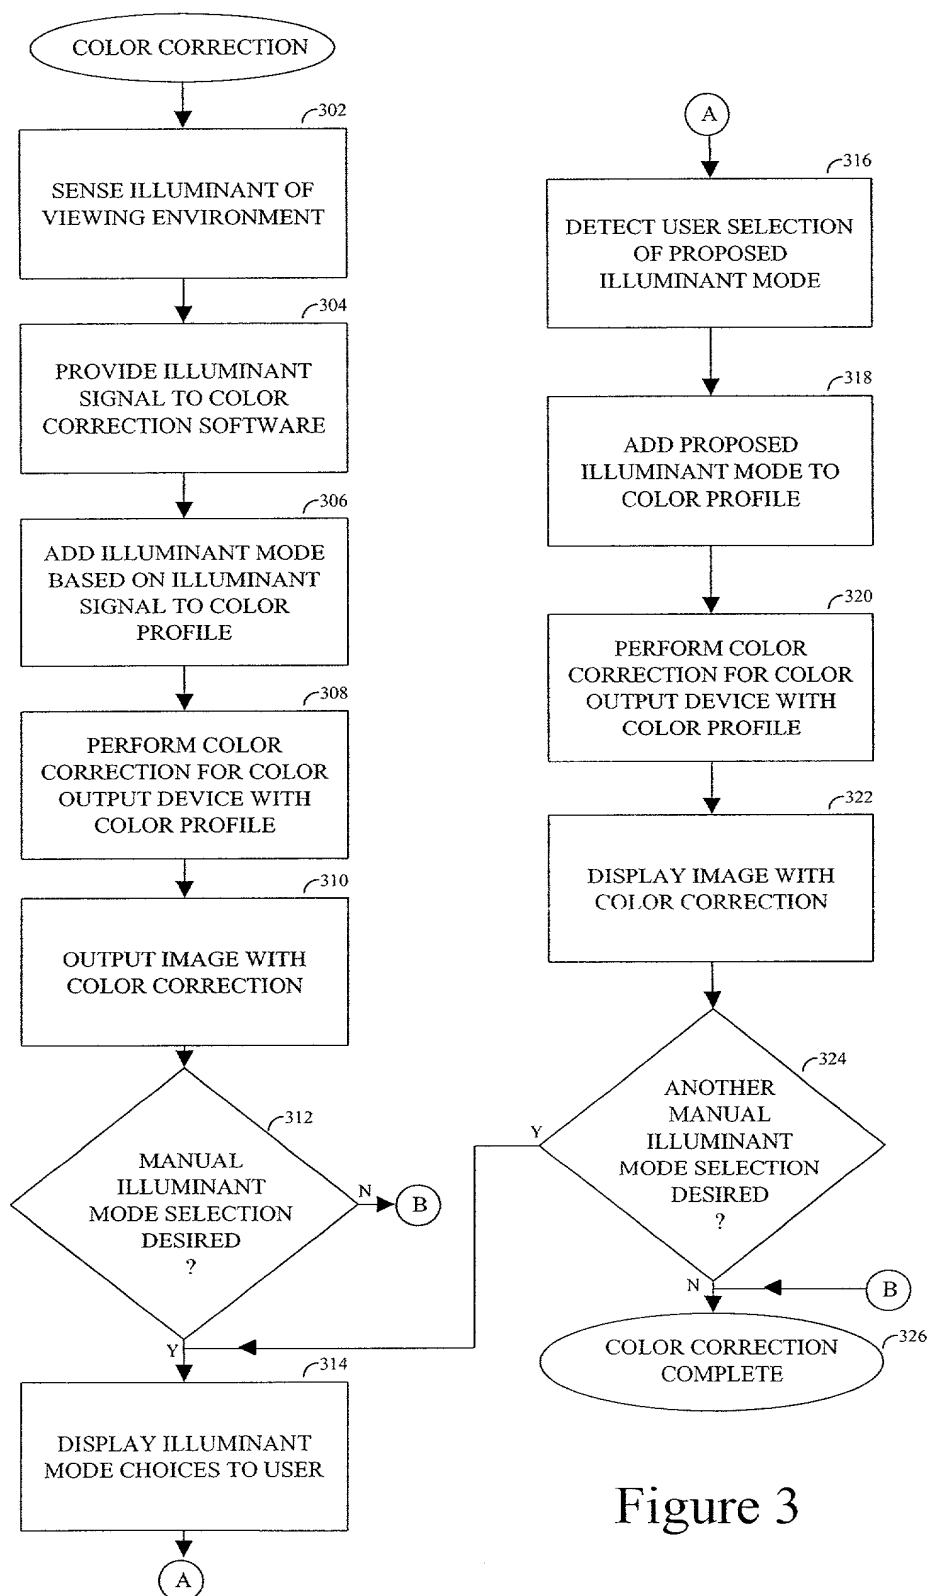 COLOR CORRECTION
302
SENSE ILLUMINANT OF
VIEWING ENVIRONMENT
304
PROVIDE ILLUMINANT
SIGNAL TO COLOR
CORRECTION SOFTWARE
306
ADD ILLUMINANT MODE
BASED ON ILLUMINANT
SIGNAL TO COLOR
PROFILE
308
PERFORM COLOR
CORRECTION FOR COLOR
OUTPUT DEVICE WITH
COLOR PROFILE
310
OUTPUT IMAGE WITH
COLOR CORRECTION
312
MANUAL
ILLUMINANT
MODE SELECTION
DESIRED
?
N
B
Y
314
DISPLAY ILLUMINANT
MODE CHOICES TO USER
A
A
316
DETECT USER SELECTION
OF PROPOSED
ILLUMINANT MODE
318
ADD PROPOSED
ILLUMINANT MODE TO
COLOR PROFILE
320
PERFORM COLOR
CORRECTION FOR COLOR
OUTPUT DEVICE WITH
COLOR PROFILE
322
DISPLAY IMAGE WITH
COLOR CORRECTION
324
ANOTHER
MANUAL
ILLUMINANT
MODE SELECTION
DESIRED
?
Y
N
B
326
COLOR CORRECTION
COMPLETE
Figure 3